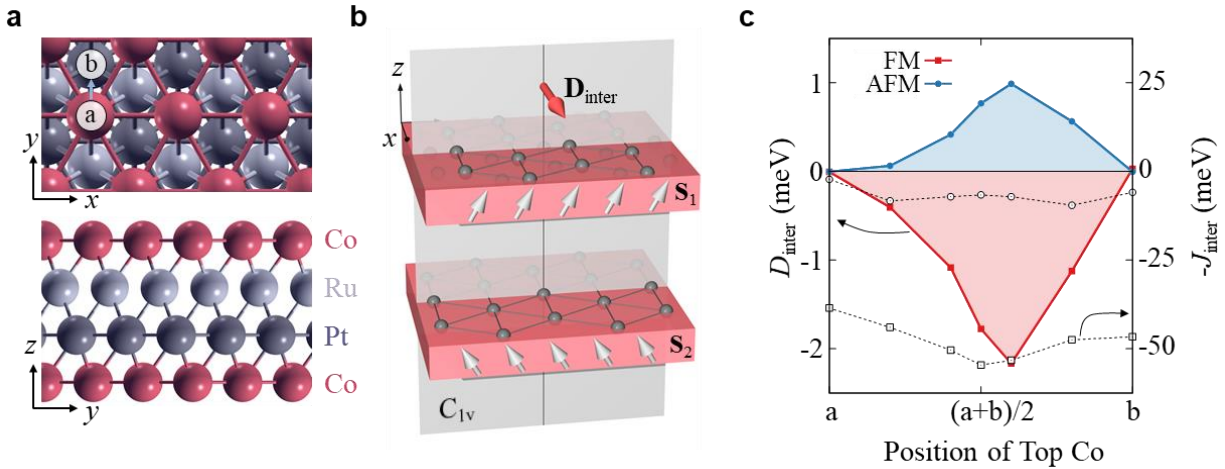 a
b
a
y
x
Co
Ru
Pt
Co
z
y
b
z
x
D_inter
S_1
S_2
C_1v
c
FM
AFM
1
0
-1
-2
D_inter (meV)
25
0
-25
-50
-J_inter (meV)
a
(a+b)/2
b
Position of Top Co